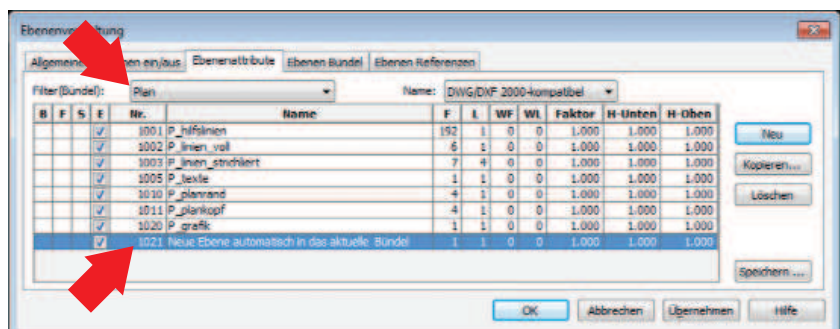 Ebenenverwaltung
Allgemein Ebenen ein/aus Ebenenattribute Ebenen Bündel Ebenen Referenzen
Filter(Bündel): Plan Name: DWG/DXF 2000-kompatibel
B F S E Nr. Name F L WF WL Faktor H-Unten H-Oben
1001 P_hilfslinien 192 1 0 0 1.000 1.000 1.000
Neu
1002 P_linien_voll 6 1 0 0 1.000 1.000 1.000
1003 P_linien_strichliert 7 4 0 0 1.000 1.000 1.000
Kopieren...
1005 P_texte 1 1 0 0 1.000 1.000 1.000
1010 P_planrand 4 1 0 0 1.000 1.000 1.000
Löschen
1011 P_plankopf 4 1 0 0 1.000 1.000 1.000
1020 P_grafik 1 1 0 0 1.000 1.000 1.000
1021 Neue Ebene automatisch in das aktuelle Bündel 1 1 0 0 1.000 1.000 1.000
Speichern ...
OK Abbrechen Übernehmen Hilfe